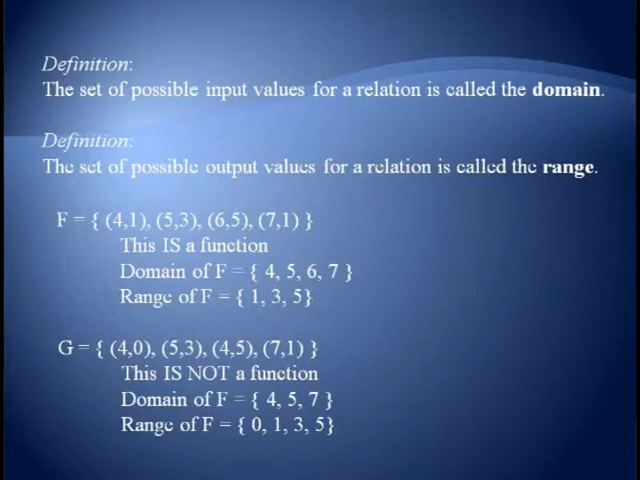 Definition:
The set of possible input values for a relation is called the domain.
Definition:
The set of possible output values for a relation is called the range.
F = { (4,1), (5,3), (6,5), (7,1) }
This IS a function
Domain of F = { 4, 5, 6, 7 }
Range of F = { 1, 3, 5}
G = { (4,0), (5,3), (4,5), (7,1) }
This IS NOT a function
Domain of F = { 4, 5, 7 }
Range of F = { 0, 1, 3, 5}